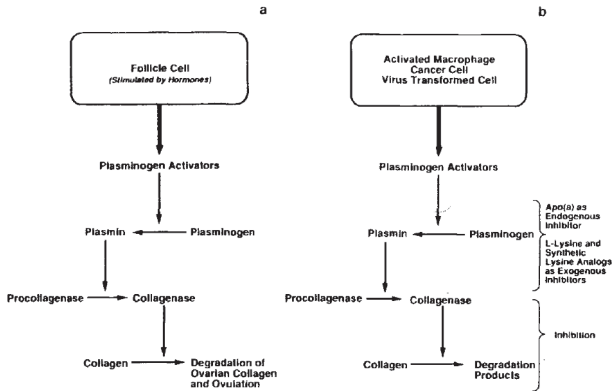 a
Follicle Cell
(Stimulated by Hormones)
Plasminogen Activators
Plasmin
Plasminogen
Procollagenase
Collagenase
Collagen
Degradation of
Ovarian Collagen
and Ovulation
b
Activated Macrophage
Cancer Cell
Virus Transformed Cell
Plasminogen Activators
Plasmin
Plasminogen
Apo(a) as
Endogenous
Inhibitor
L-Lysine and
Synthetic
Lysine Analogs
as Exogenous
Inhibitors
Procollagenase
Collagenase
Inhibition
Collagen
Degradation
Products